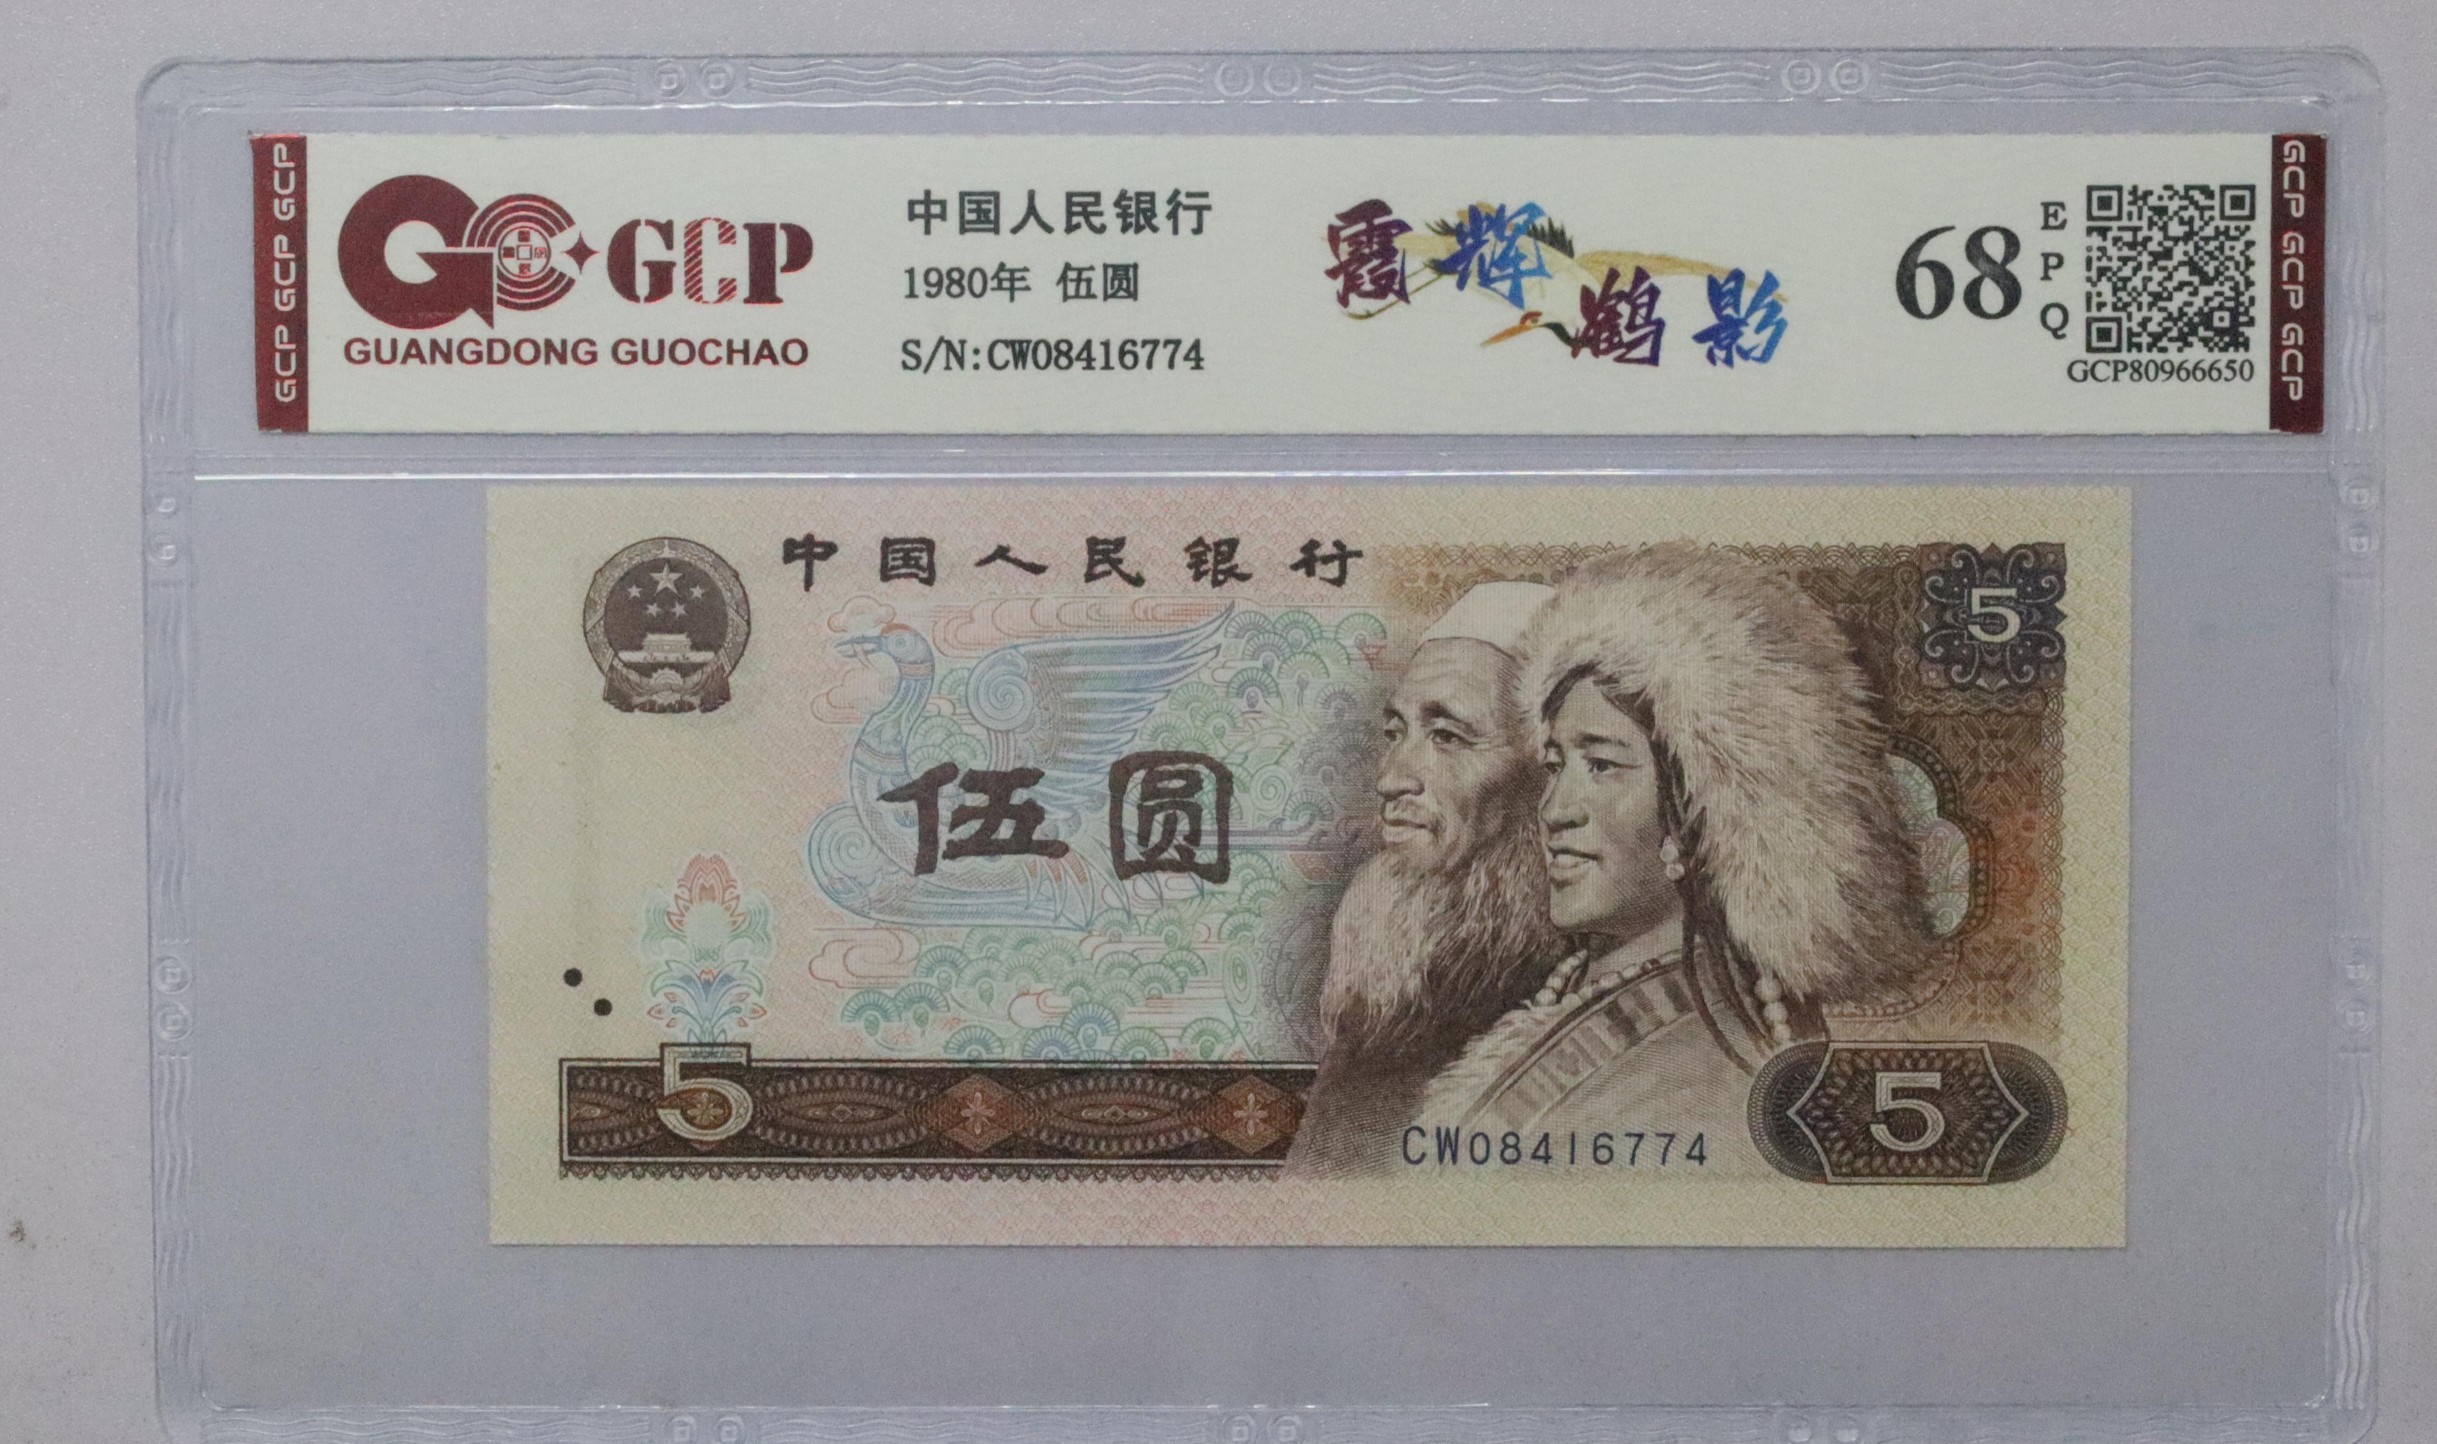 GCP GCP GCP
GCP
GUANGDONG GUOCHAO
中国人民银行
1980年 伍圆
S/N:CW08416774
霞辉鹤影
68
EPQ
GCP80966650
GCP GCP GCP
中国人民银行
5
伍圆
5
CW08416774
5